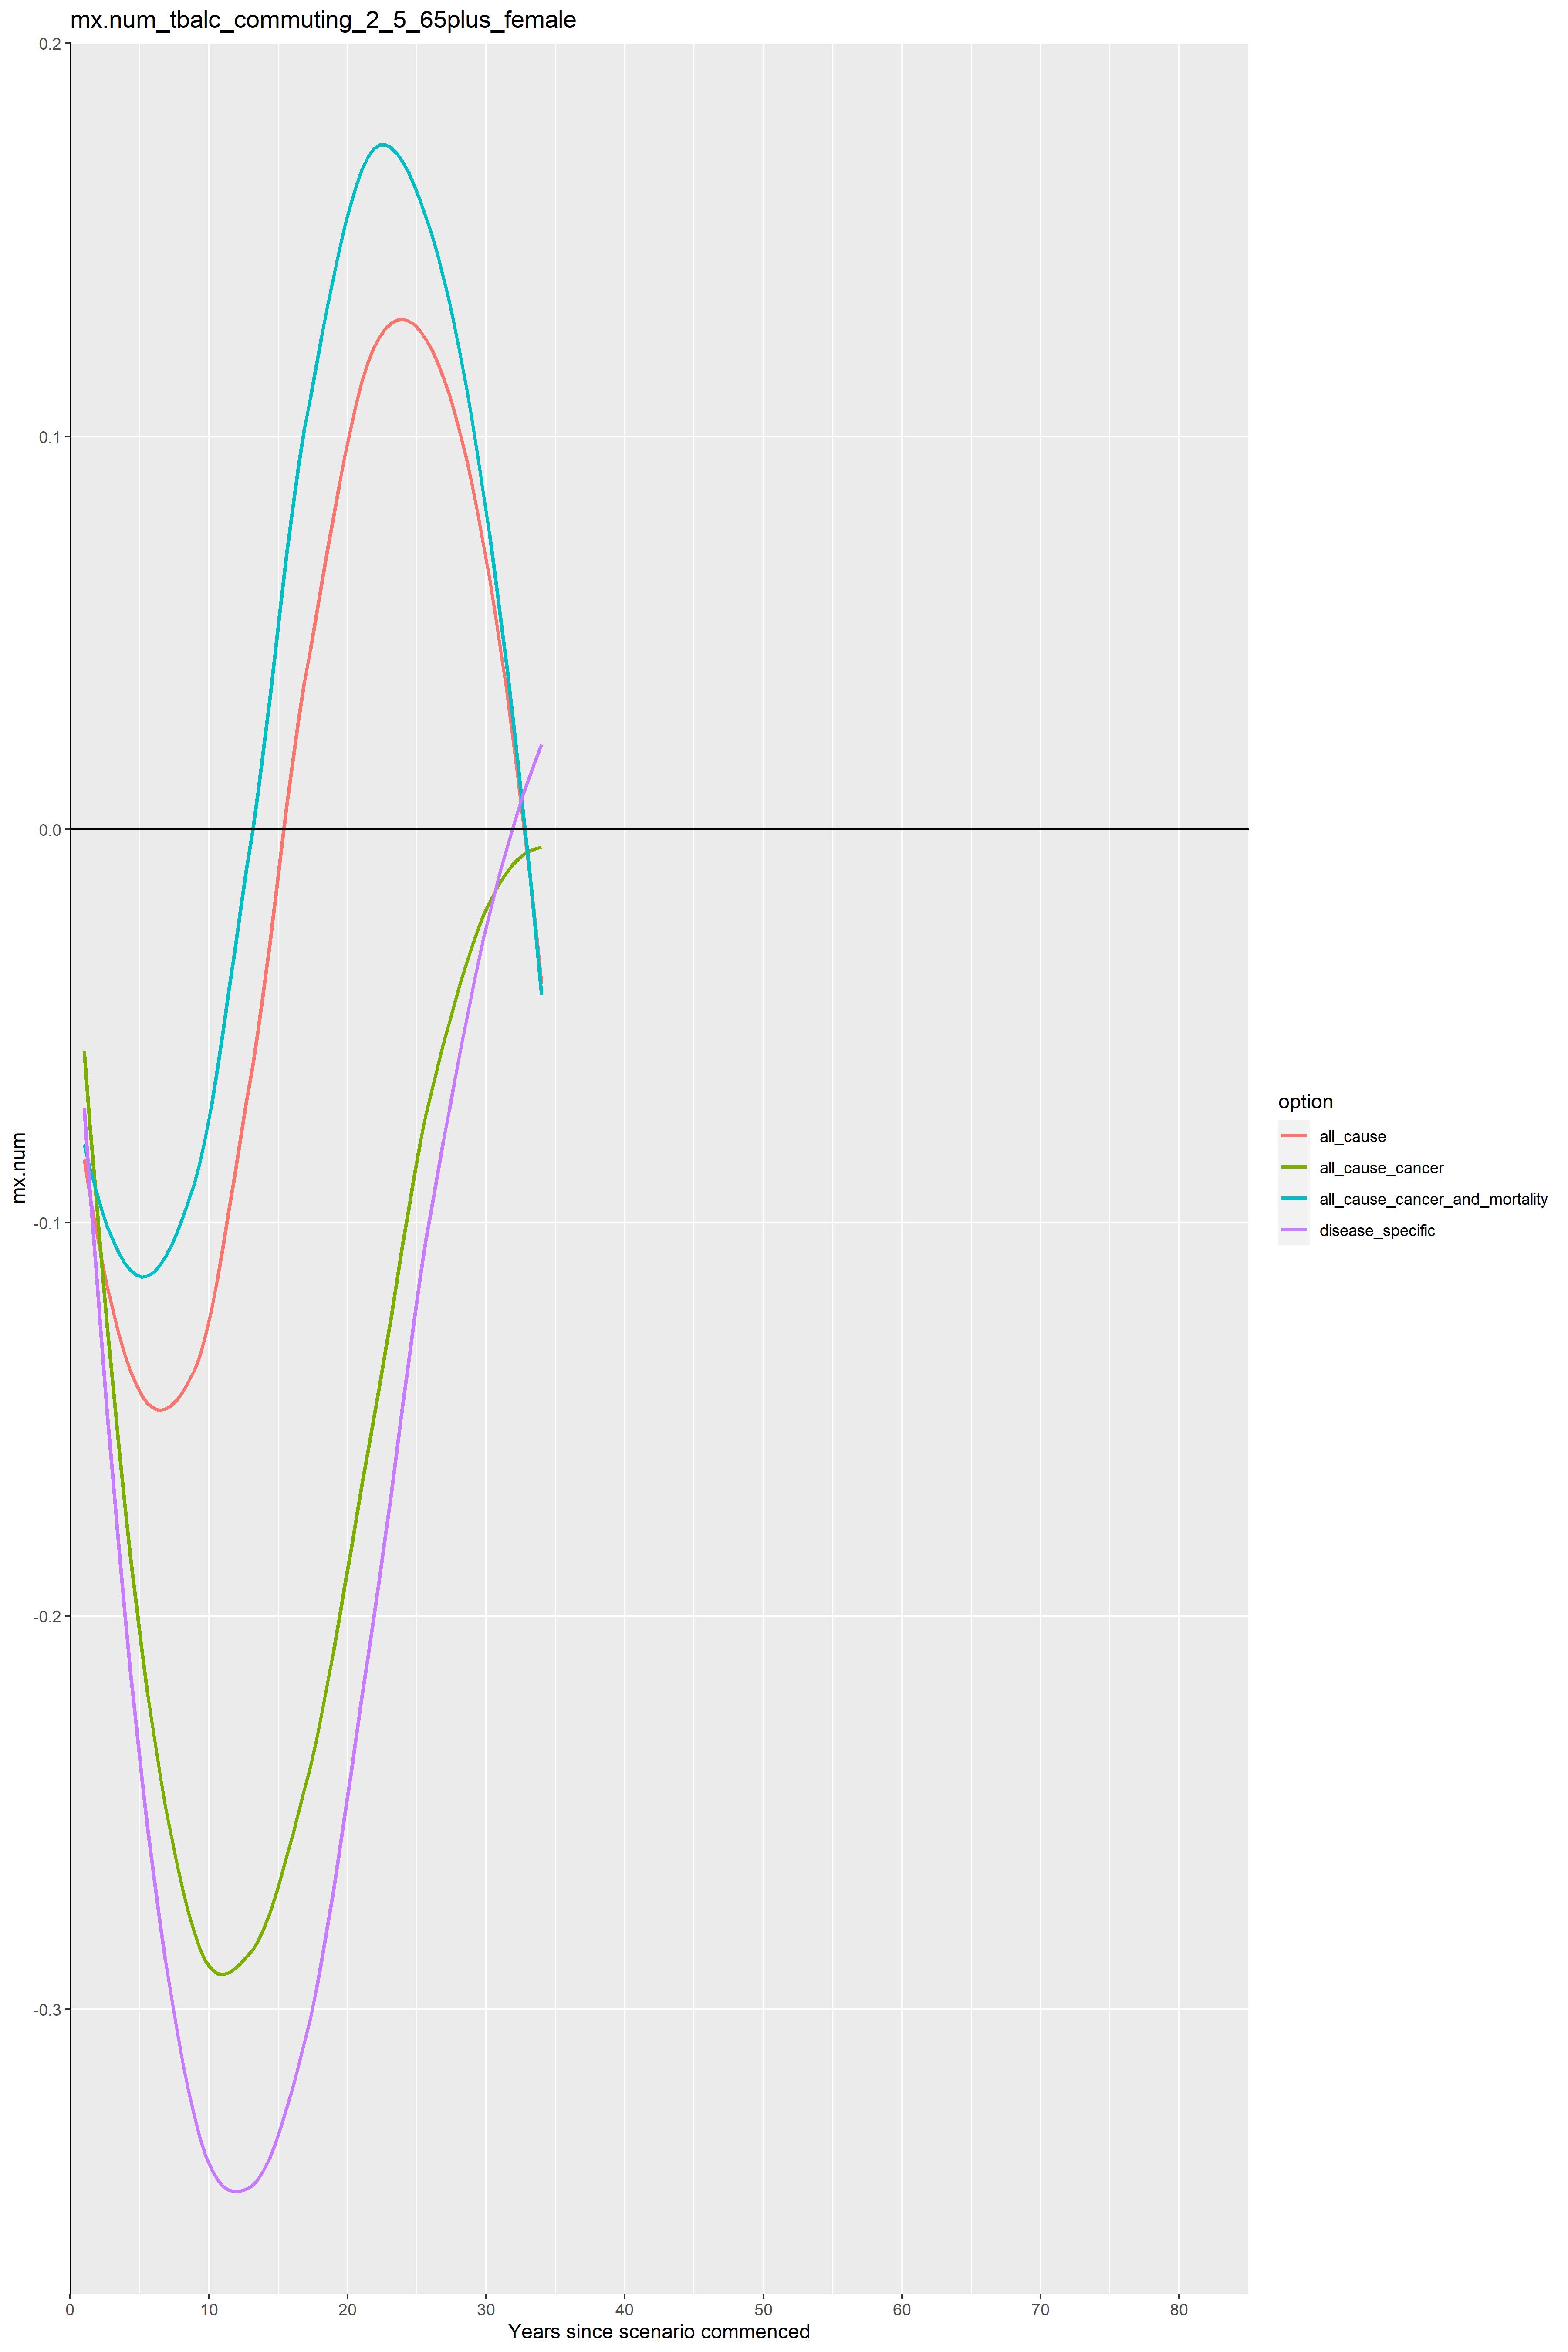 mx.num_tbalc_commuting_2_5_65plus_female
0.2
0.1
0.0
-0.1
-0.2
-0.3
mx.num
0 10 20 30 40 50 60 70 80
Years since scenario commenced
option
all_cause
all_cause_cancer
all_cause_cancer_and_mortality
disease_specific